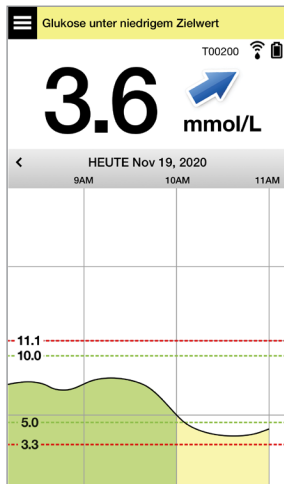 Glukose unter niedrigem Zielwert
T00200
3.6
mmol/L
< HEUTE Nov 19, 2020
9AM 10AM 11AM
11.1
10.0
5.0
3.3